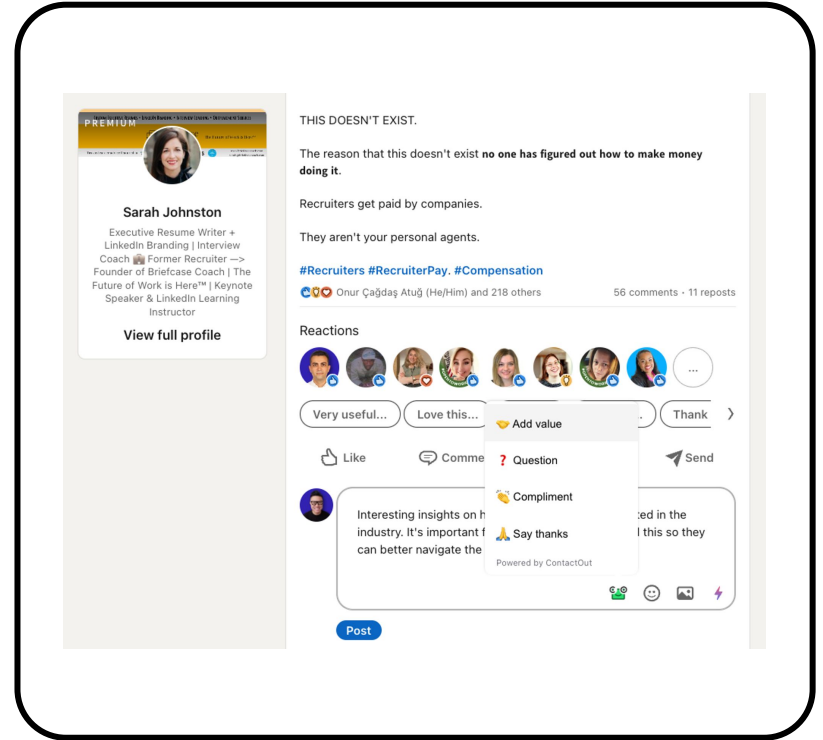 PREMIUM
Sarah Johnston
Executive Resume Writer +
LinkedIn Branding | Interview
Coach 💼 Former Recruiter —>
Founder of Briefcase Coach | The
Future of Work is Here™ | Keynote
Speaker & LinkedIn Learning
Instructor
View full profile
THIS DOESN'T EXIST.
The reason that this doesn't exist no one has figured out how to make money
doing it.
Recruiters get paid by companies.
They aren't your personal agents.
#Recruiters #RecruiterPay. #Compensation
Onur Çağdaş Atuğ (He/Him) and 218 others 56 comments · 11 reposts
Reactions
...
Very useful... Love this... Thank
Like Comme Send
🤝 Add value
❓ Question
👏 Compliment
🙏 Say thanks
Powered by ContactOut
Interesting insights on h ted in the
industry. It's important f this so they
can better navigate the
Post